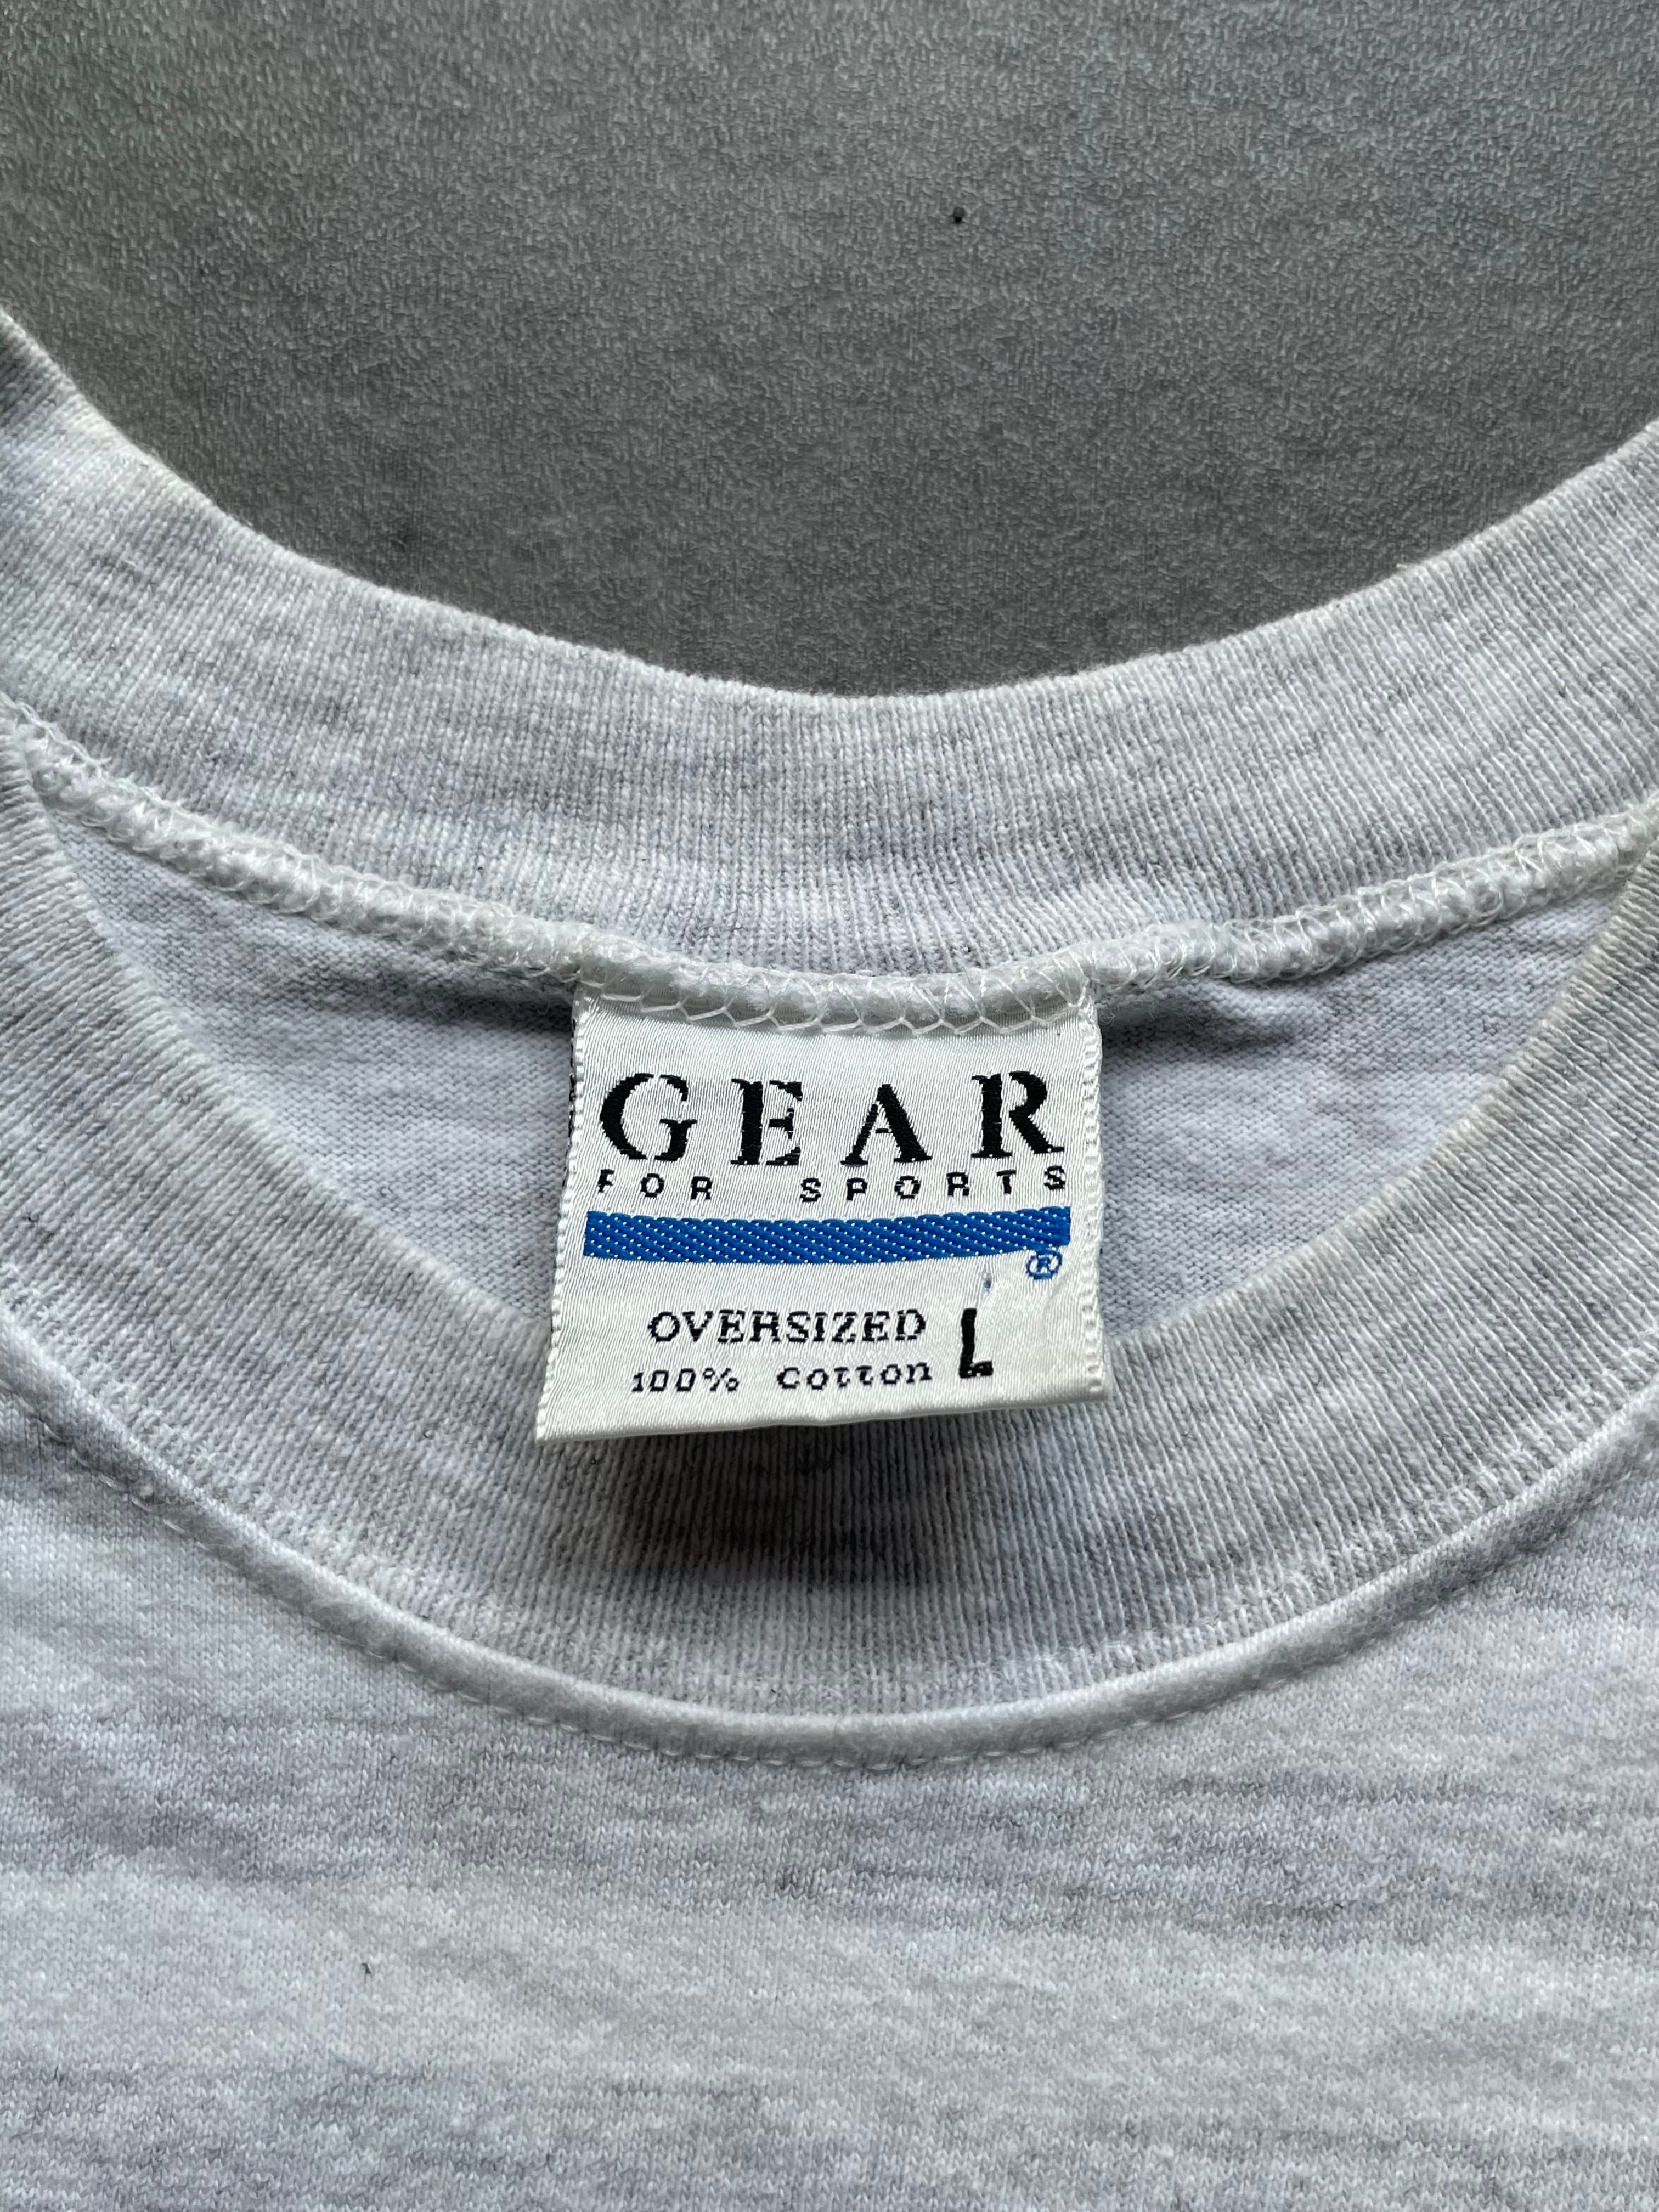 GEAR
FOR SPORTS
®
OVERSIZED L
100% Cotton